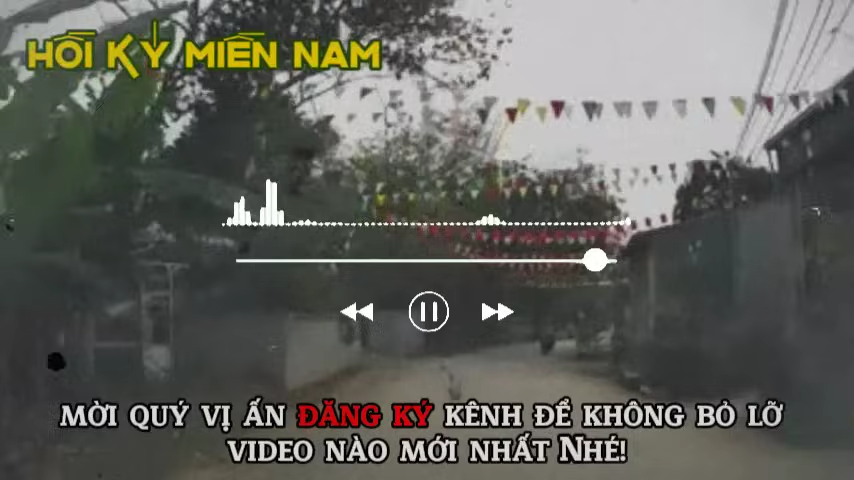 HỒI KÝ MIỀN NAM
MỜI QUÝ VỊ ẤN ĐĂNG KÝ KÊNH ĐỂ KHÔNG BỎ LỠ
VIDEO NÀO MỚI NHẤT NHÉ!